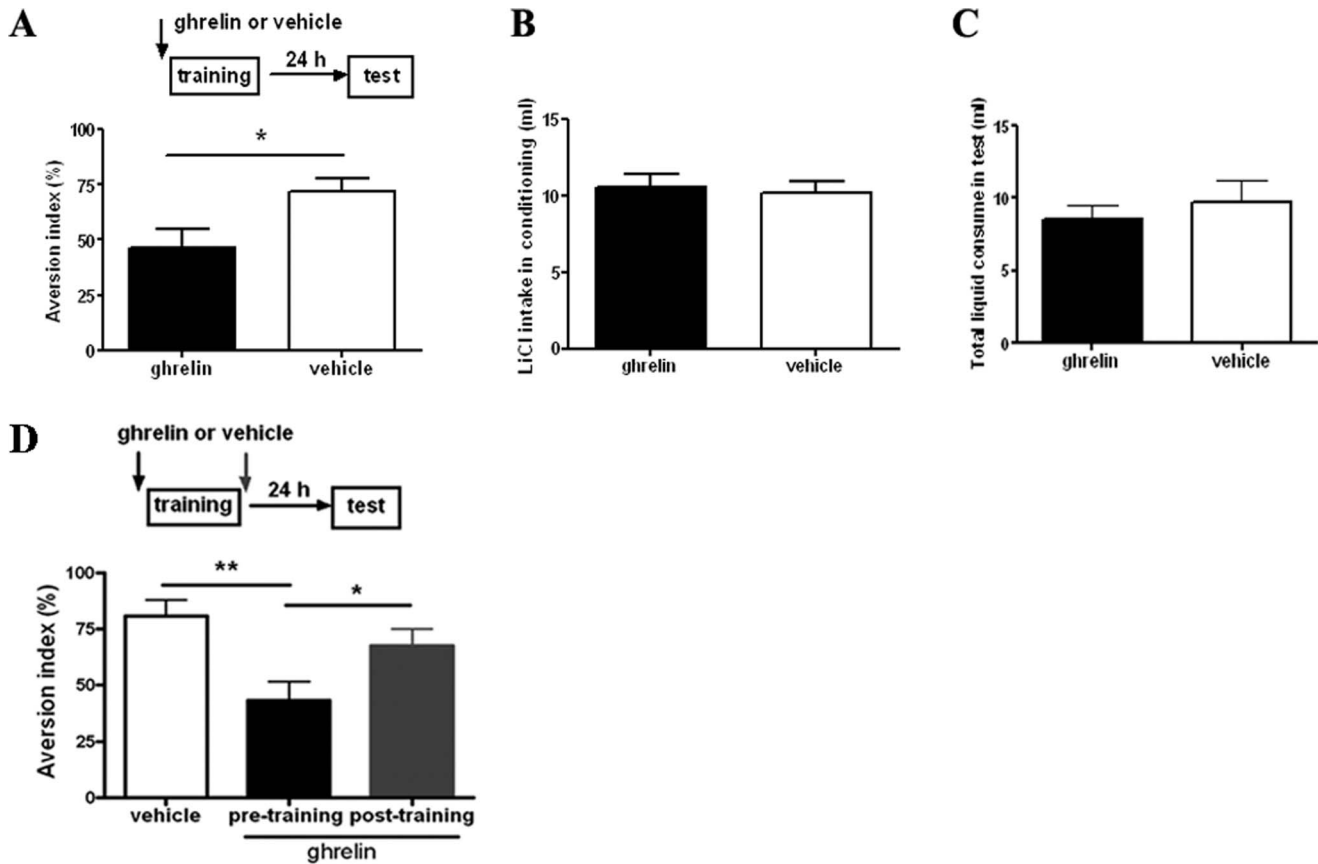 A
ghrelin or vehicle
training
24 h
test
Aversion index (%)
100
75
50
25
0
*
ghrelin
vehicle
B
LiCl intake in conditioning (ml)
15
10
5
0
ghrelin
vehicle
C
Total liquid consume in test (ml)
15
10
5
0
ghrelin
vehicle
D
ghrelin or vehicle
training
24 h
test
Aversion index (%)
100
75
50
25
0
**
*
vehicle
pre-training
post-training
ghrelin